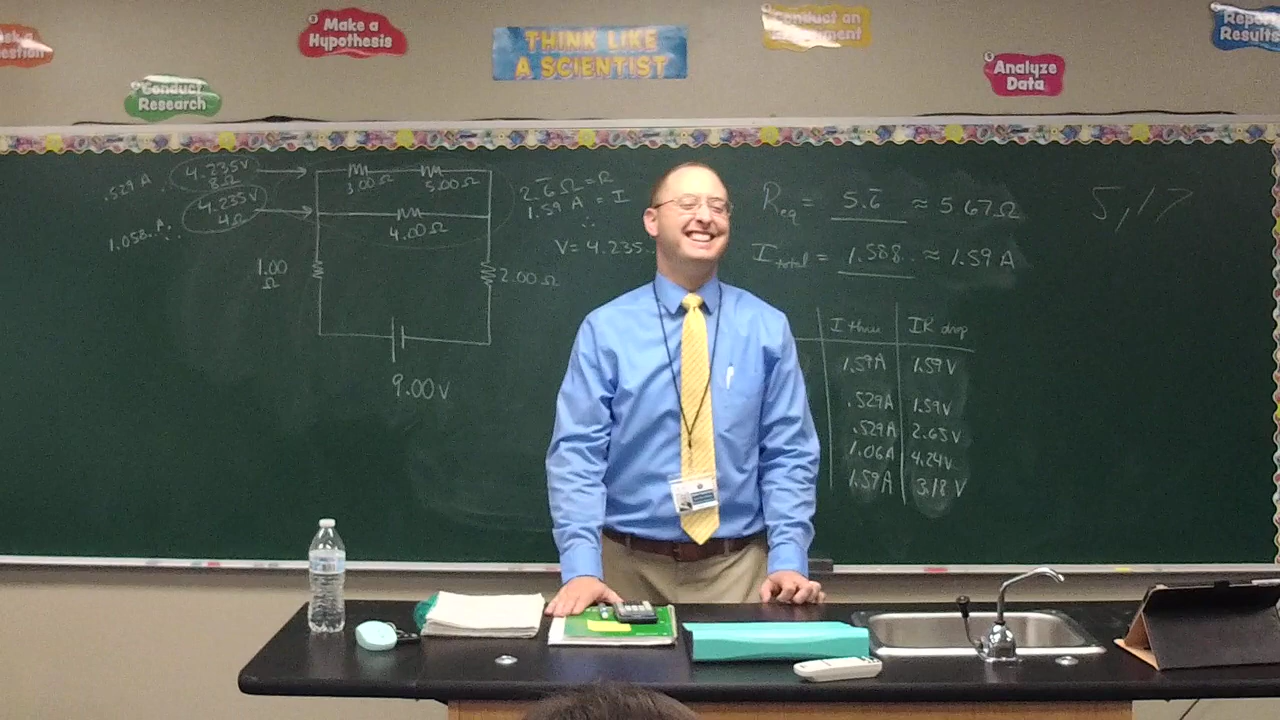 Make a
Hypothesis
THINK LIKE
A SCIENTIST
Conduct an
Report
Results
Conduct
Research
Analyze
Data
.529 A
4.235V
8Ω
4.235V
4Ω
1.058..A
3.00Ω
5.00Ω
4.00Ω
1.00
Ω
2.00Ω
9.00V
2.6Ω = R
1.59 A = I
∴
V = 4.235..
Req = 5.6 ≈ 5.67Ω
Itotal = 1.588.. ≈ 1.59 A
5,17
I thru IR drop
1.59A 1.59V
.529A 1.59V
.529A 2.65V
1.06A 4.24V
1.59A 3.18 V